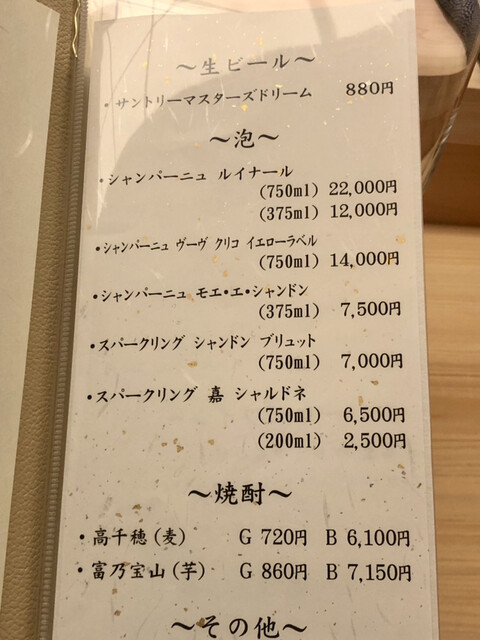 ～生ビール～
・サントリーマスターズドリーム 880円
～泡～
・シャンパーニュ ルイナール
(750ml) 22,000円
(375ml) 12,000円
・シャンパーニュ ヴーヴ クリコ イエローラベル
(750ml) 14,000円
・シャンパーニュ モエ・エ・シャンドン
(375ml) 7,500円
・スパークリング シャンドン ブリュット
(750ml) 7,000円
・スパークリング 嘉 シャルドネ
(750ml) 6,500円
(200ml) 2,500円
～焼酎～
・高千穂(麦) G 720円 B 6,100円
・富乃宝山(芋) G 860円 B 7,150円
～その他～